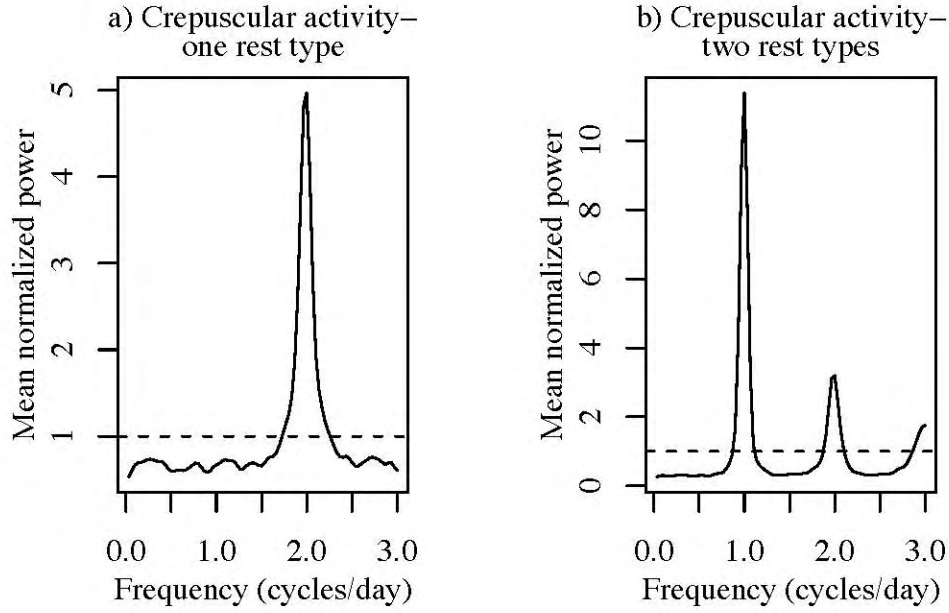 a) Crepuscular activity–
one rest type
Mean normalized power
5
4
3
2
1
0.0 1.0 2.0 3.0
Frequency (cycles/day)
b) Crepuscular activity–
two rest types
Mean normalized power
10
8
6
4
2
0
0.0 1.0 2.0 3.0
Frequency (cycles/day)